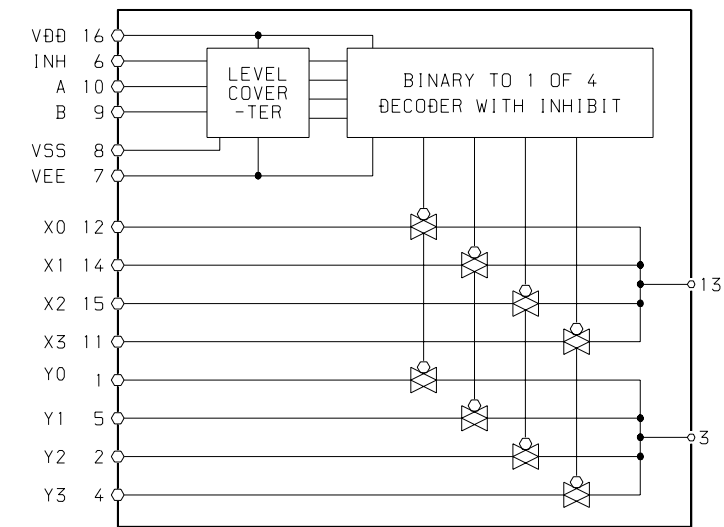 VDD 16
INH 6
A 10
B 9
VSS 8
VEE 7
LEVEL
COVER
-TER
BINARY TO 1 OF 4
DECODER WITH INHIBIT
X0 12
X1 14
X2 15
X3 11
13
Y0 1
Y1 5
Y2 2
Y3 4
3